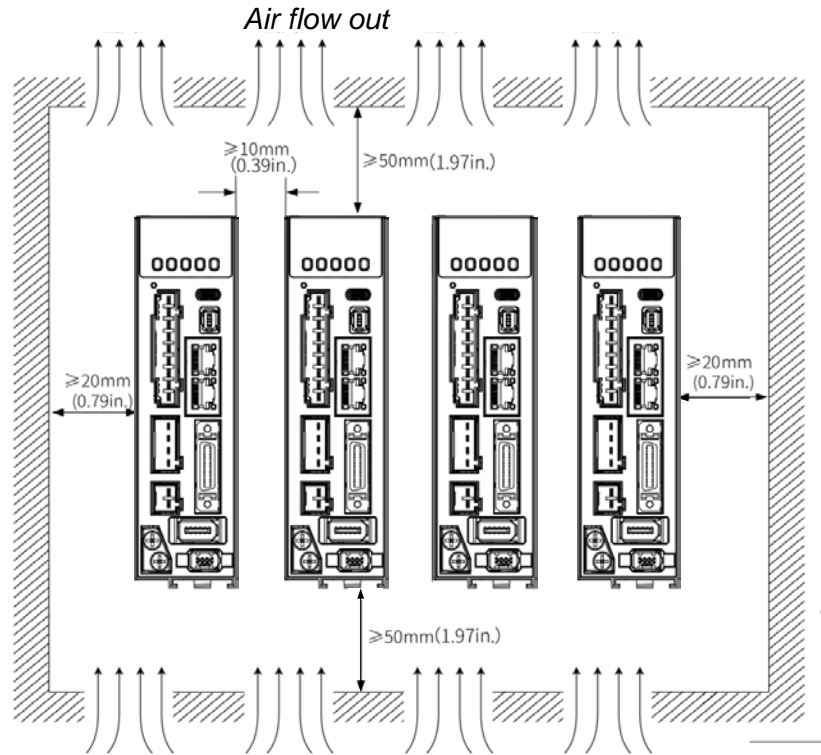 Air flow out
≥10mm
(0.39in.)
≥50mm(1.97in.)
≥20mm
(0.79in.)
≥20mm
(0.79in.)
≥50mm(1.97in.)